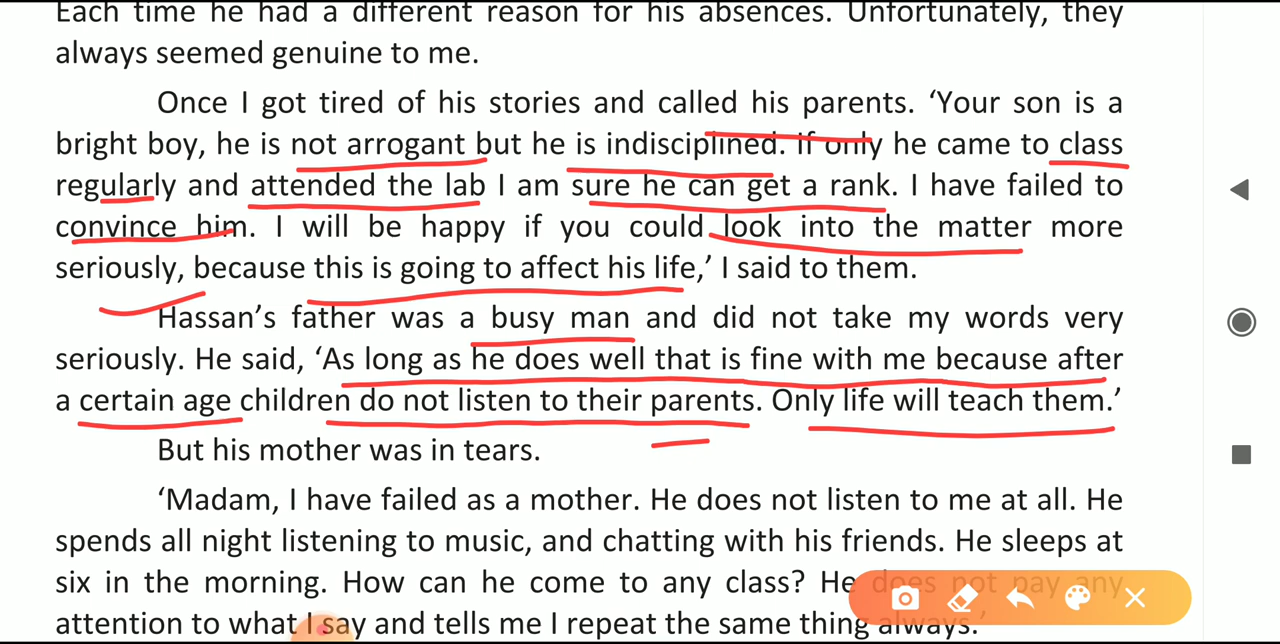 Each time he had a different reason for his absences. Unfortunately, they
always seemed genuine to me.
Once I got tired of his stories and called his parents. ‘Your son is a
bright boy, he is not arrogant but he is indisciplined. If only he came to class
regularly and attended the lab I am sure he can get a rank. I have failed to
convince him. I will be happy if you could look into the matter more
seriously, because this is going to affect his life,’ I said to them.
Hassan’s father was a busy man and did not take my words very
seriously. He said, ‘As long as he does well that is fine with me because after
a certain age children do not listen to their parents. Only life will teach them.’
But his mother was in tears.
‘Madam, I have failed as a mother. He does not listen to me at all. He
spends all night listening to music, and chatting with his friends. He sleeps at
six in the morning. How can he come to any class? He does not pay any
attention to what I say and tells me I repeat the same thing always.’